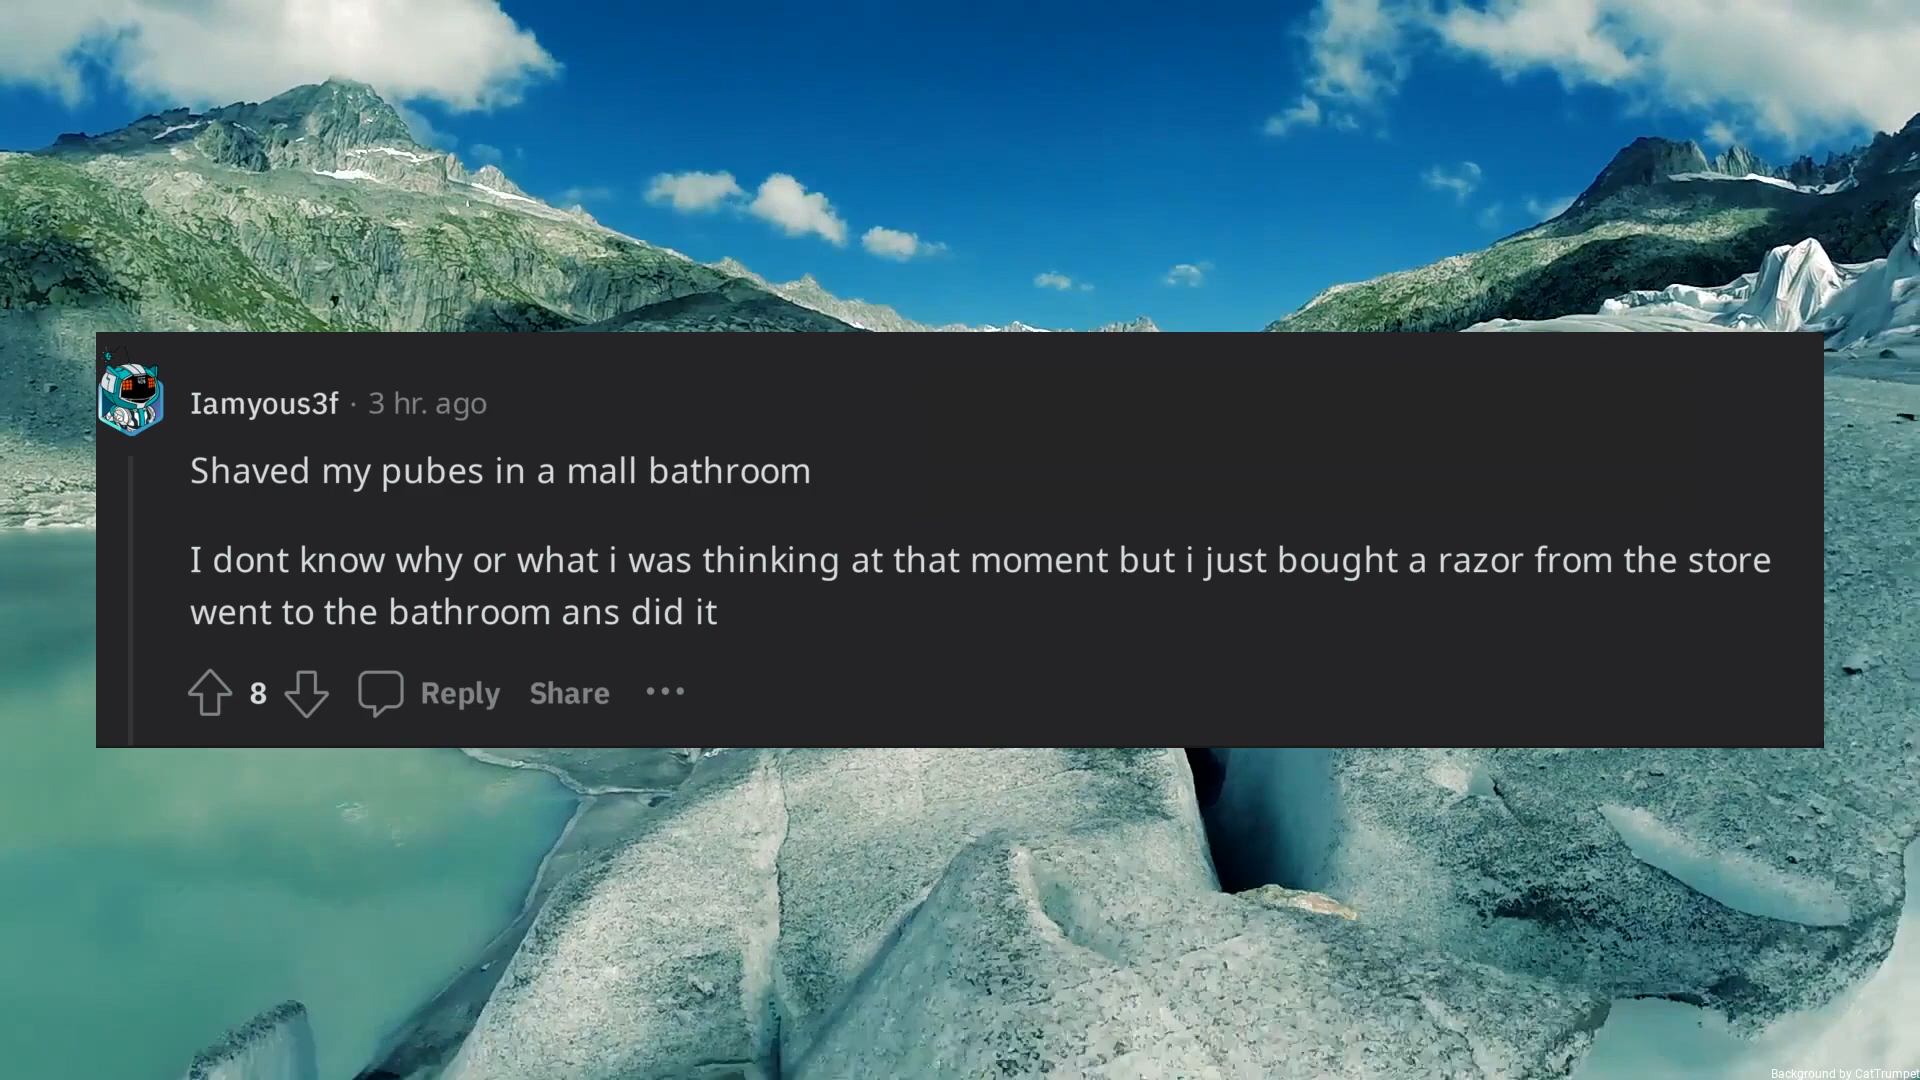 Iamyous3f · 3 hr. ago
Shaved my pubes in a mall bathroom
I dont know why or what i was thinking at that moment but i just bought a razor from the store
went to the bathroom ans did it
8 Reply Share ...
Background by CatTrumpet